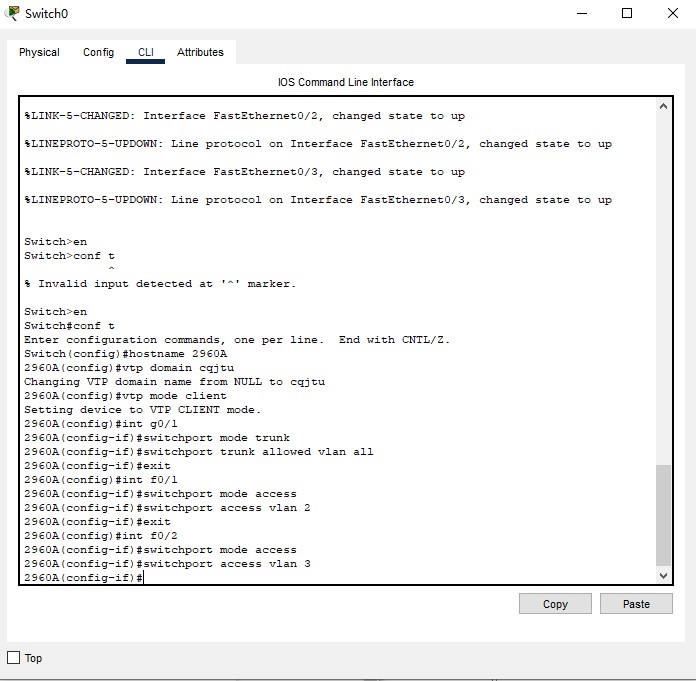 Switch0
Physical Config CLI Attributes
IOS Command Line Interface
%LINK-5-CHANGED: Interface FastEthernet0/2, changed state to up
%LINEPROTO-5-UPDOWN: Line protocol on Interface FastEthernet0/2, changed state to up
%LINK-5-CHANGED: Interface FastEthernet0/3, changed state to up
%LINEPROTO-5-UPDOWN: Line protocol on Interface FastEthernet0/3, changed state to up
Switch>en
Switch>conf t
^
% Invalid input detected at '^' marker.
Switch>en
Switch#conf t
Enter configuration commands, one per line.  End with CNTL/Z.
Switch(config)#hostname 2960A
2960A(config)#vtp domain cqjtu
Changing VTP domain name from NULL to cqjtu
2960A(config)#vtp mode client
Setting device to VTP CLIENT mode.
2960A(config)#int g0/1
2960A(config-if)#switchport mode trunk
2960A(config-if)#switchport trunk allowed vlan all
2960A(config-if)#exit
2960A(config)#int f0/1
2960A(config-if)#switchport mode access
2960A(config-if)#switchport access vlan 2
2960A(config-if)#exit
2960A(config)#int f0/2
2960A(config-if)#switchport mode access
2960A(config-if)#switchport access vlan 3
2960A(config-if)#
Copy Paste
Top